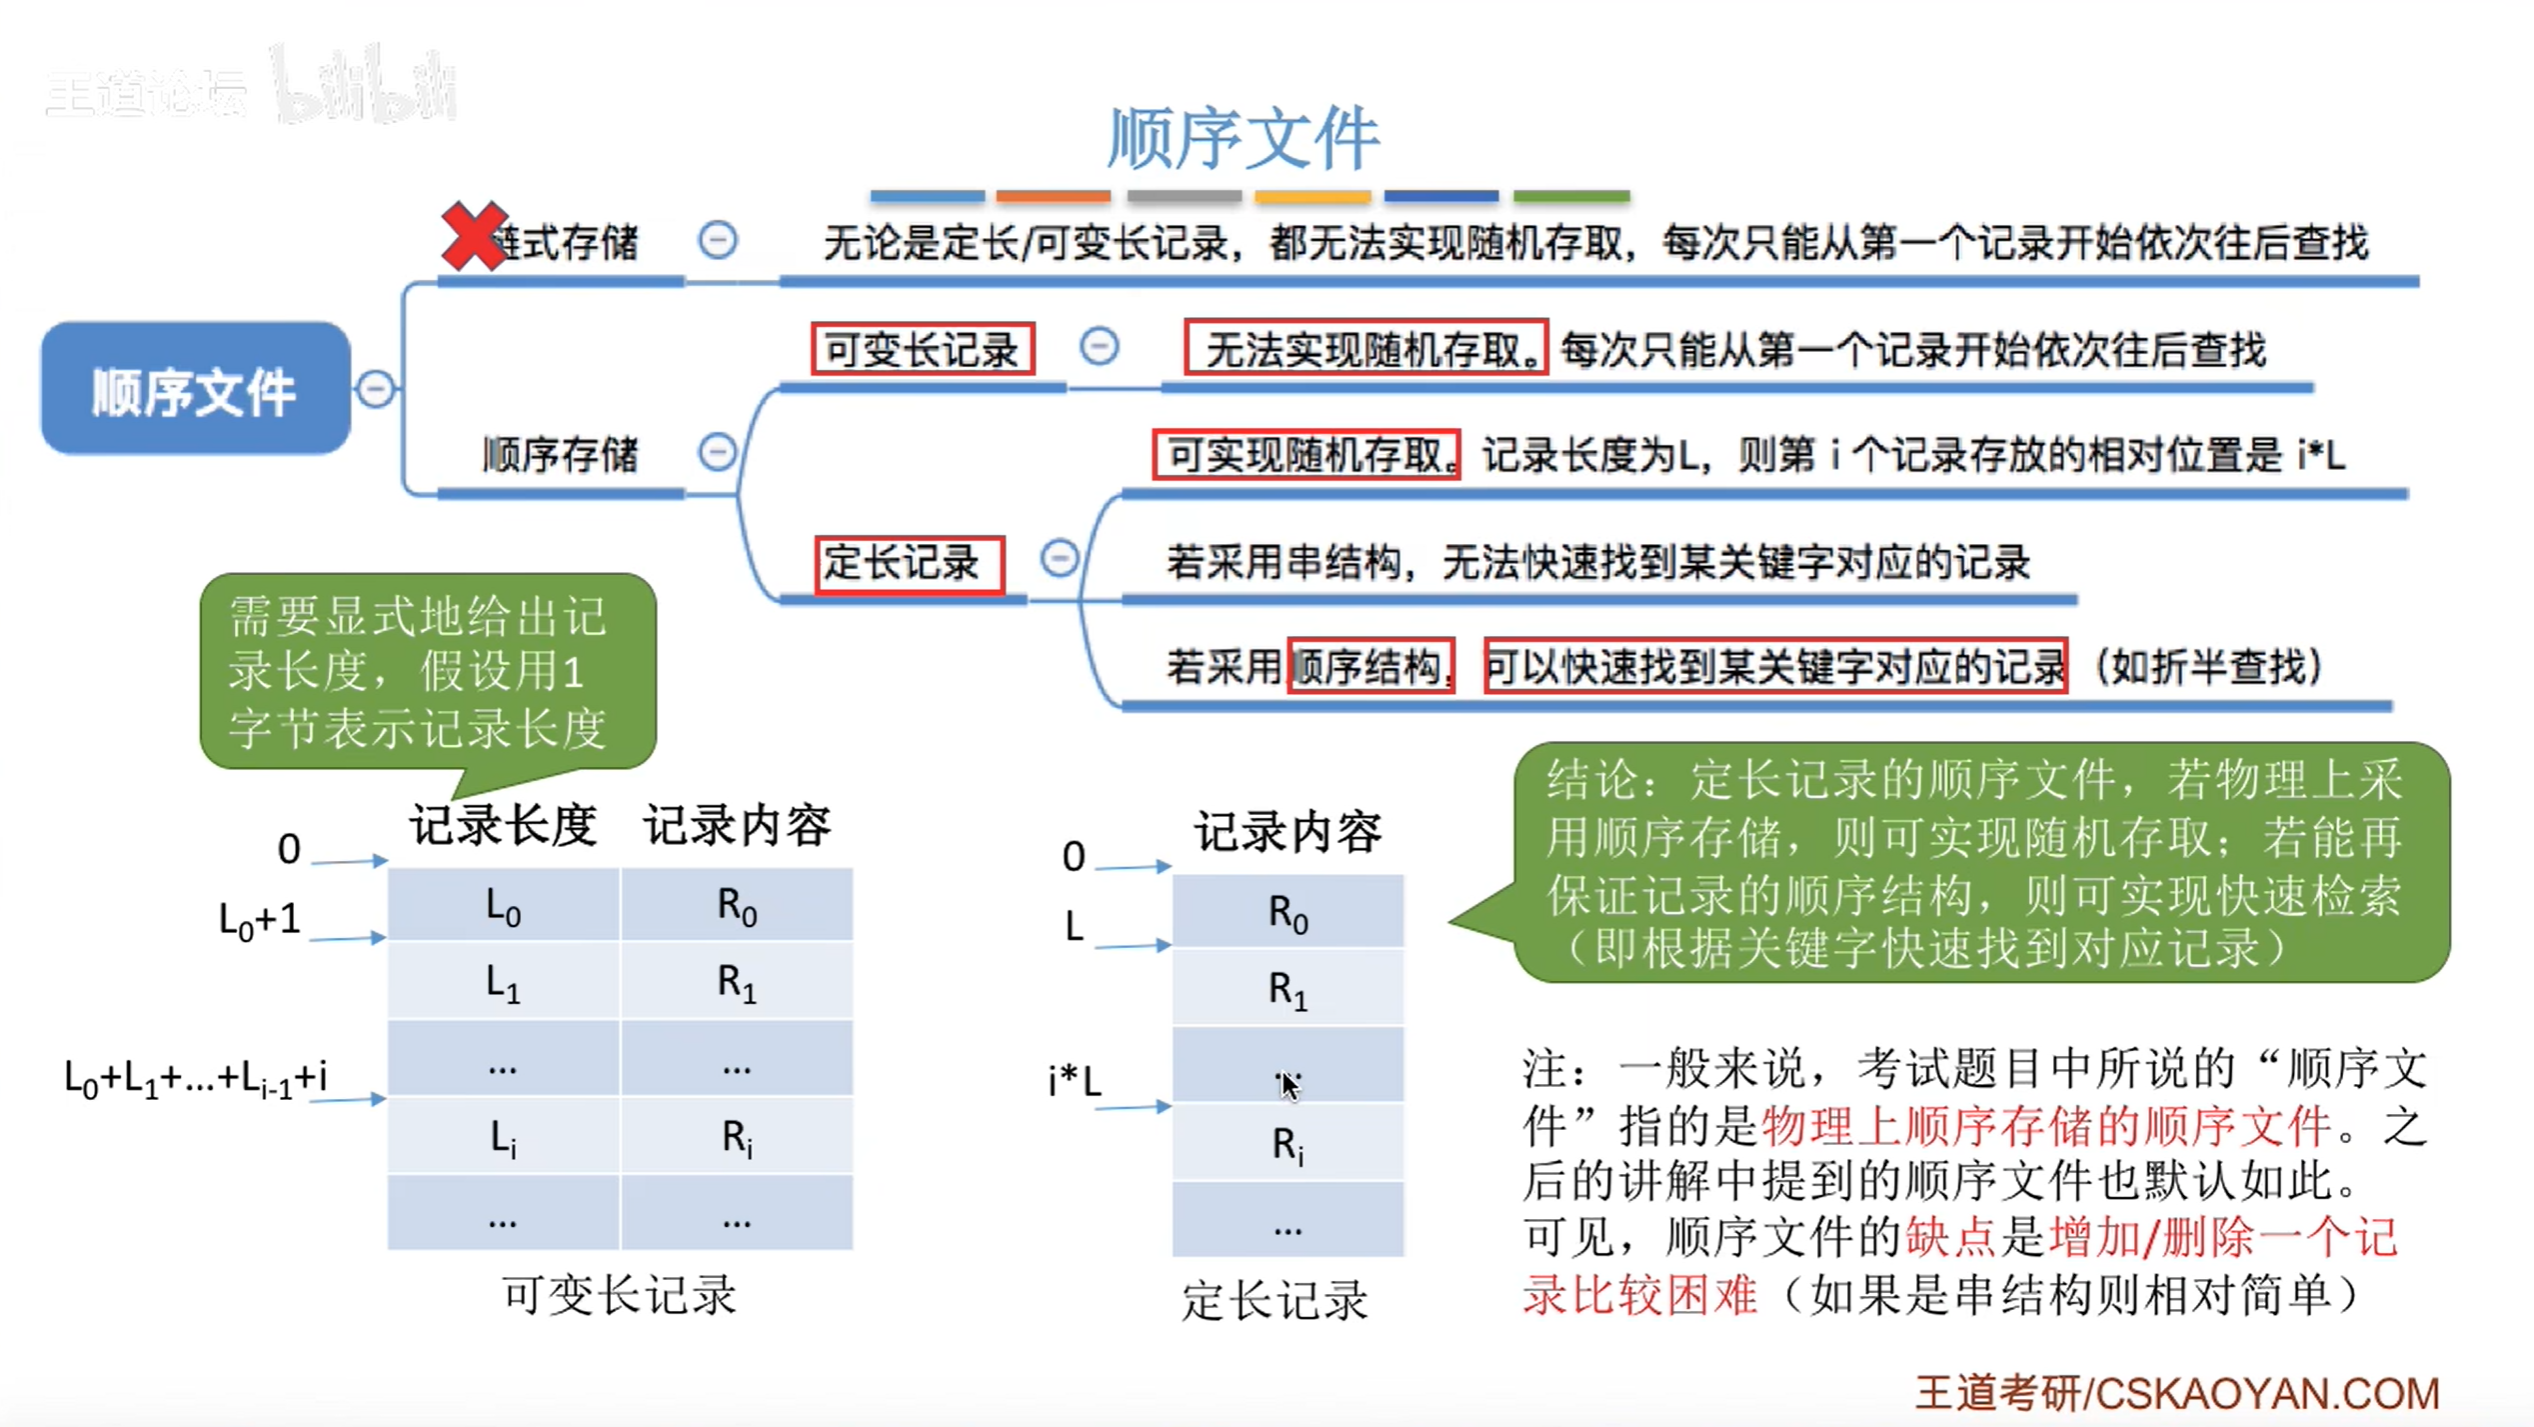 王道论坛 bilibili
顺序文件
链式存储
无论是定长/可变长记录，都无法实现随机存取，每次只能从第一个记录开始依次往后查找
顺序文件
可变长记录
无法实现随机存取。每次只能从第一个记录开始依次往后查找
顺序存储
可实现随机存取。记录长度为L，则第 i 个记录存放的相对位置是 i*L
定长记录
若采用串结构，无法快速找到某关键字对应的记录
若采用顺序结构，可以快速找到某关键字对应的记录（如折半查找）
需要显式地给出记
录长度，假设用1
字节表示记录长度
记录长度 记录内容
0
L0 R0
L0+1
L1 R1
... ...
L0+L1+...+Li-1+i
Li Ri
... ...
可变长记录
记录内容
0
R0
L
R1
...
i*L
Ri
...
定长记录
结论：定长记录的顺序文件，若物理上采
用顺序存储，则可实现随机存取；若能再
保证记录的顺序结构，则可实现快速检索
（即根据关键字快速找到对应记录）
注：一般来说，考试题目中所说的“顺序文
件”指的是物理上顺序存储的顺序文件。之
后的讲解中提到的顺序文件也默认如此。
可见，顺序文件的缺点是增加/删除一个记
录比较困难（如果是串结构则相对简单）
王道考研/CSKAOYAN.COM